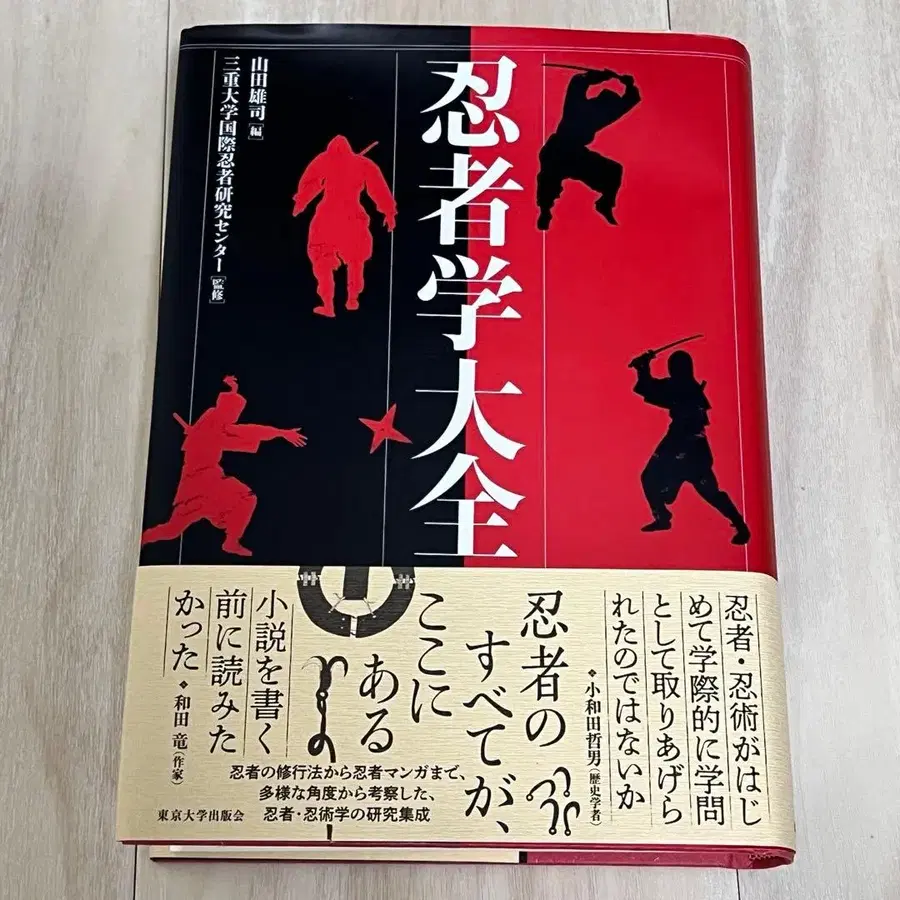 忍者学大全
山田雄司[編]
三重大学国際忍者研究センター[監修]
忍者・忍術がはじ
めて学際的に学問
として取りあげら
れたのではないか
❖小和田哲男(歴史学者)
忍者の
すべてが、
ここに
ある
小説を書く
前に読みた
かった❖和田 竜(作家)
忍者の修行法から忍者マンガまで、
多様な角度から考察した、
忍者・忍術学の研究集成
東京大学出版会